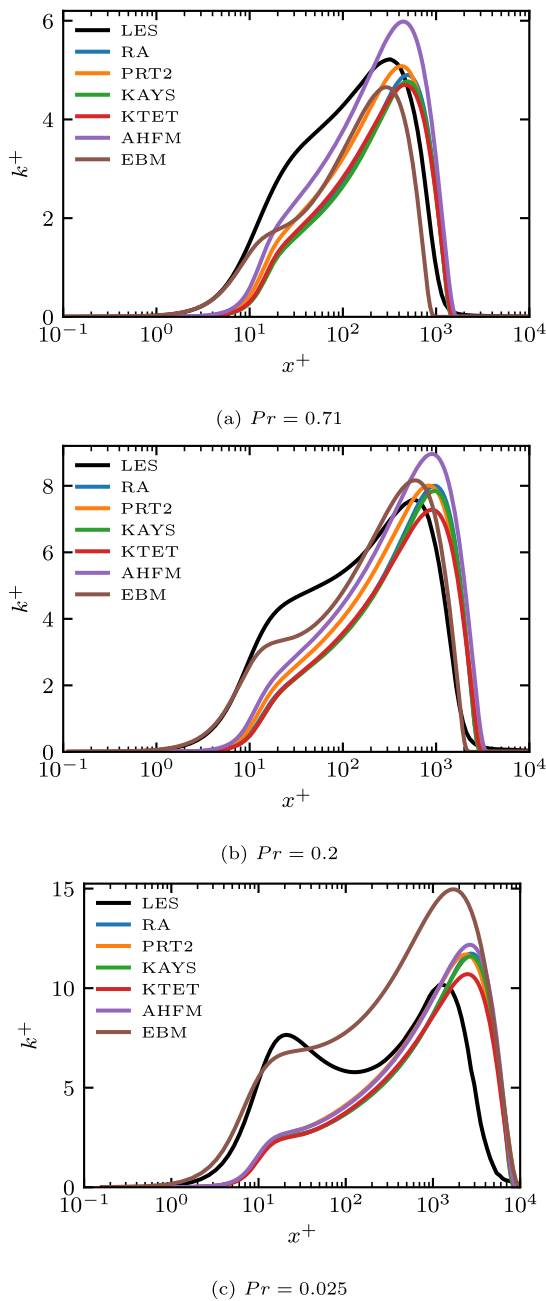 6
4
2
0
k⁺
LES
RA
PRT2
KAYS
KTET
AHFM
EBM
10⁻¹ 10⁰ 10¹ 10² 10³ 10⁴
x⁺
(a) Pr = 0.71
8
6
4
2
0
k⁺
LES
RA
PRT2
KAYS
KTET
AHFM
EBM
10⁻¹ 10⁰ 10¹ 10² 10³ 10⁴
x⁺
(b) Pr = 0.2
15
10
5
0
k⁺
LES
RA
PRT2
KAYS
KTET
AHFM
EBM
10⁻¹ 10⁰ 10¹ 10² 10³ 10⁴
x⁺
(c) Pr = 0.025